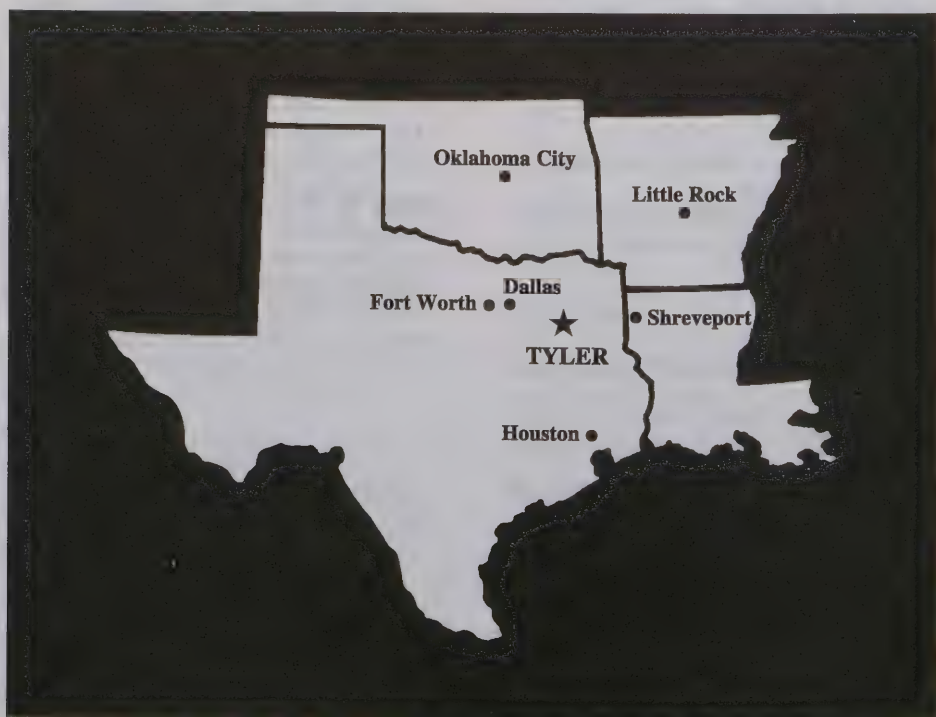 Oklahoma City
Little Rock
Dallas
Fort Worth
Shreveport
TYLER
Houston